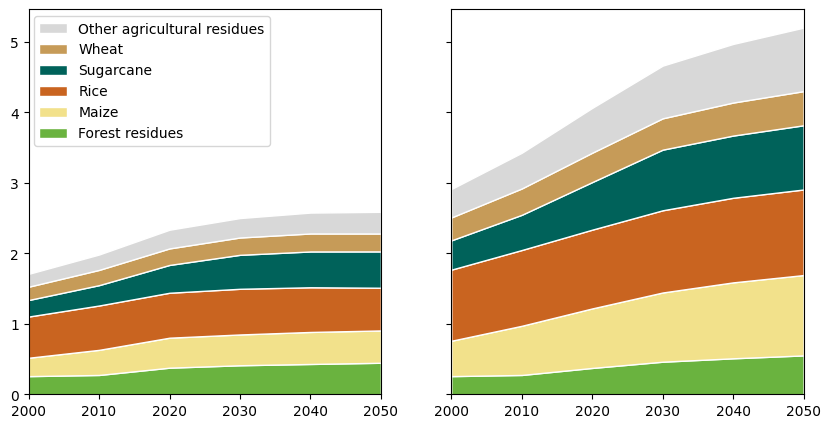 Other agricultural residues
Wheat
Sugarcane
Rice
Maize
Forest residues
5
4
3
2
1
0
2000 2010 2020 2030 2040 2050
2000 2010 2020 2030 2040 2050